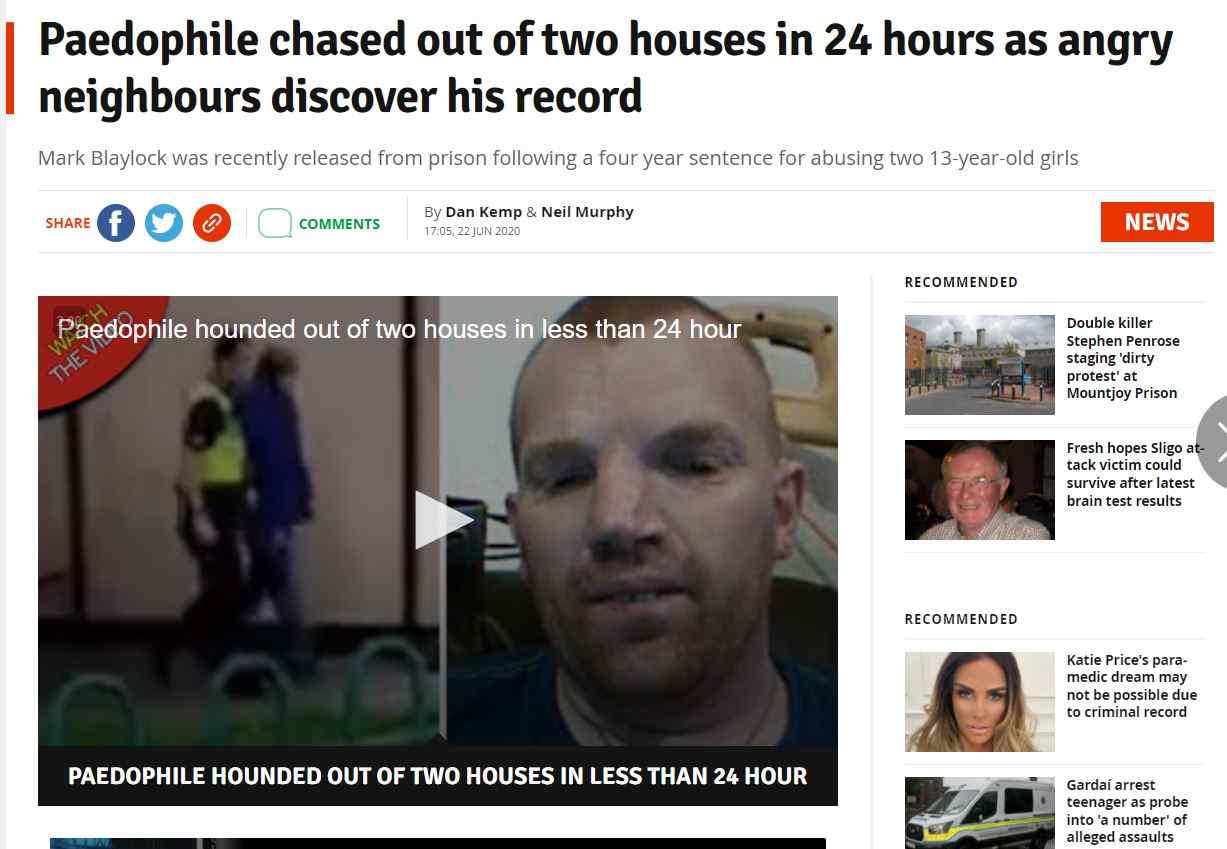 Paedophile chased out of two houses in 24 hours as angry
neighbours discover his record
Mark Blaylock was recently released from prison following a four year sentence for abusing two 13-year-old girls
SHARE
COMMENTS
By Dan Kemp & Neil Murphy
17:05, 22 JUN 2020
NEWS
WATCH
THE VIDEO
Paedophile hounded out of two houses in less than 24 hour
PAEDOPHILE HOUNDED OUT OF TWO HOUSES IN LESS THAN 24 HOUR
RECOMMENDED
Double killer
Stephen Penrose
staging 'dirty
protest' at
Mountjoy Prison
Fresh hopes Sligo at-
tack victim could
survive after latest
brain test results
RECOMMENDED
Katie Price's para-
medic dream may
not be possible due
to criminal record
Gardaí arrest
teenager as probe
into 'a number' of
alleged assaults